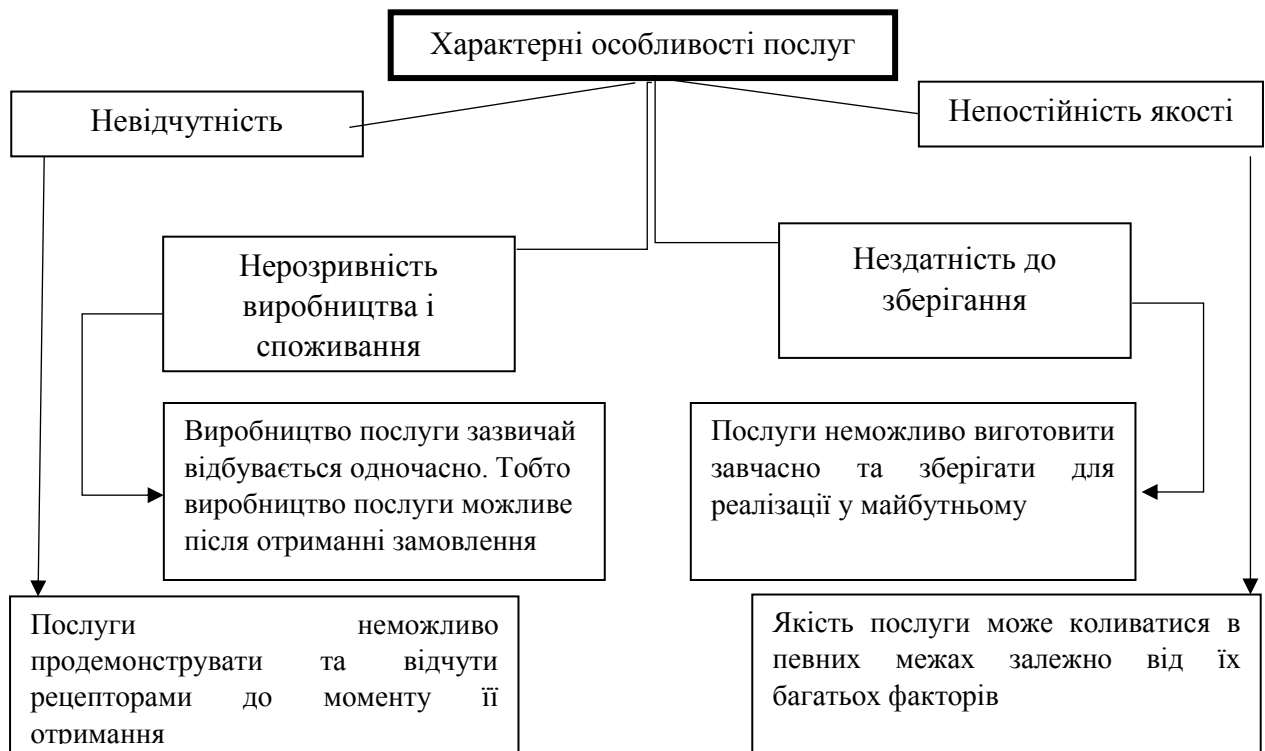 Характерні особливості послуг
Невідчутність
Непостійність якості
Нерозривність
виробництва і
споживання
Нездатність до
зберігання
Виробництво послуги зазвичай
відбувається одночасно. Тобто
виробництво послуги можливе
після отриманні замовлення
Послуги неможливо виготовити
завчасно та зберігати для
реалізації у майбутньому
Послуги неможливо
продемонструвати та відчути
рецепторами до моменту її
отримання
Якість послуги може коливатися в
певних межах залежно від їх
багатьох факторів